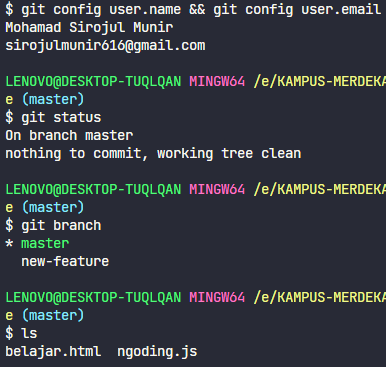 $ git config user.name && git config user.email
Mohamad Sirojul Munir
sirojulmunir616@gmail.com
LENOVO@DESKTOP-TUQLQAN MINGW64 /e/KAMPUS-MERDEKA
e (master)
$ git status
On branch master
nothing to commit, working tree clean
LENOVO@DESKTOP-TUQLQAN MINGW64 /e/KAMPUS-MERDEKA
e (master)
$ git branch
* master
new-feature
LENOVO@DESKTOP-TUQLQAN MINGW64 /e/KAMPUS-MERDEKA
e (master)
$ ls
belajar.html ngoding.js